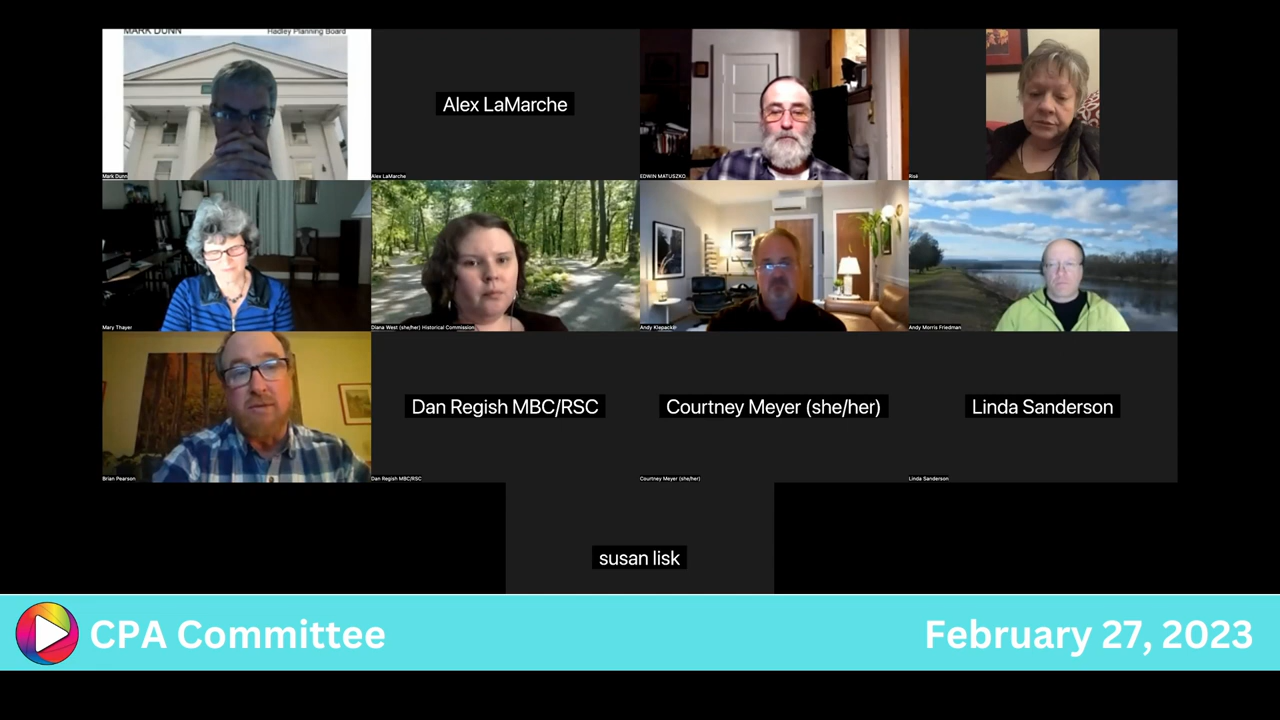 MARK DUNN
Hadley Planning Board
Mark Dunn
Alex LaMarche
Alex LaMarche
EDWIN MATUSZKO
Risë
Mary Thayer
Diana West (she/her) Historical Commission
Andy Klepacki
Andy Morris Friedman
Brian Pearson
Dan Regish MBC/RSC
Dan Regish MBC/RSC
Courtney Meyer (she/her)
Courtney Meyer (she/her)
Linda Sanderson
Linda Sanderson
susan lisk
CPA Committee
February 27, 2023